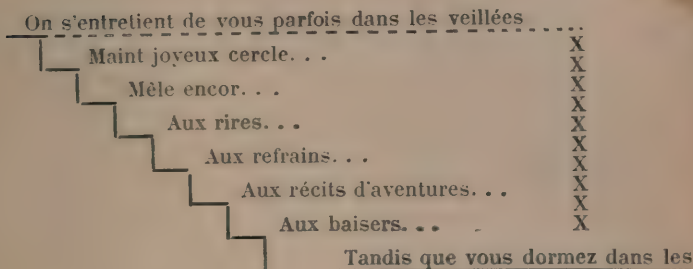 On s'entretient de vous parfois dans les veillées
Maint joyeux cercle. . .
X
Mêle encor. . .
X
X
Aux rires. . .
X
X
Aux refrains. . .
X
X
Aux récits d'aventures. . .
X
X
Aux baisers. . .
X
Tandis que vous dormez dans les